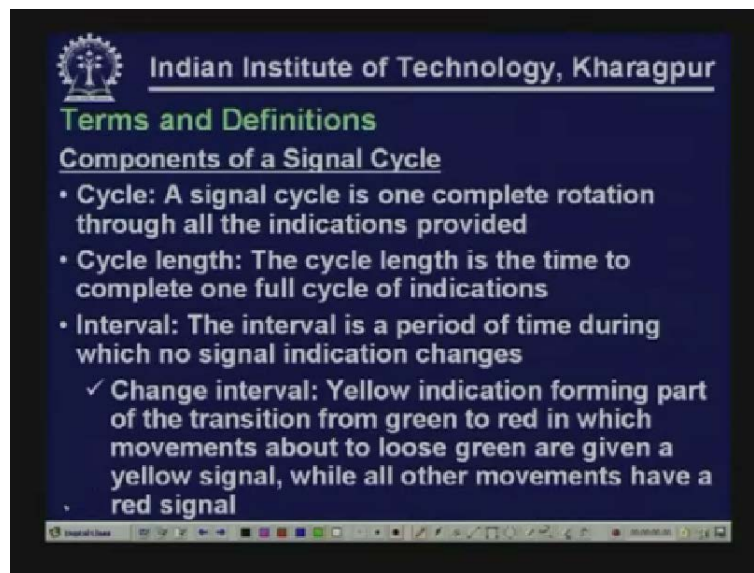 Indian Institute of Technology, Kharagpur
Terms and Definitions
Components of a Signal Cycle
• Cycle: A signal cycle is one complete rotation
through all the indications provided
• Cycle length: The cycle length is the time to
complete one full cycle of indications
• Interval: The interval is a period of time during
which no signal indication changes
✓ Change interval: Yellow indication forming part
of the transition from green to red in which
movements about to loose green are given a
yellow signal, while all other movements have a
red signal